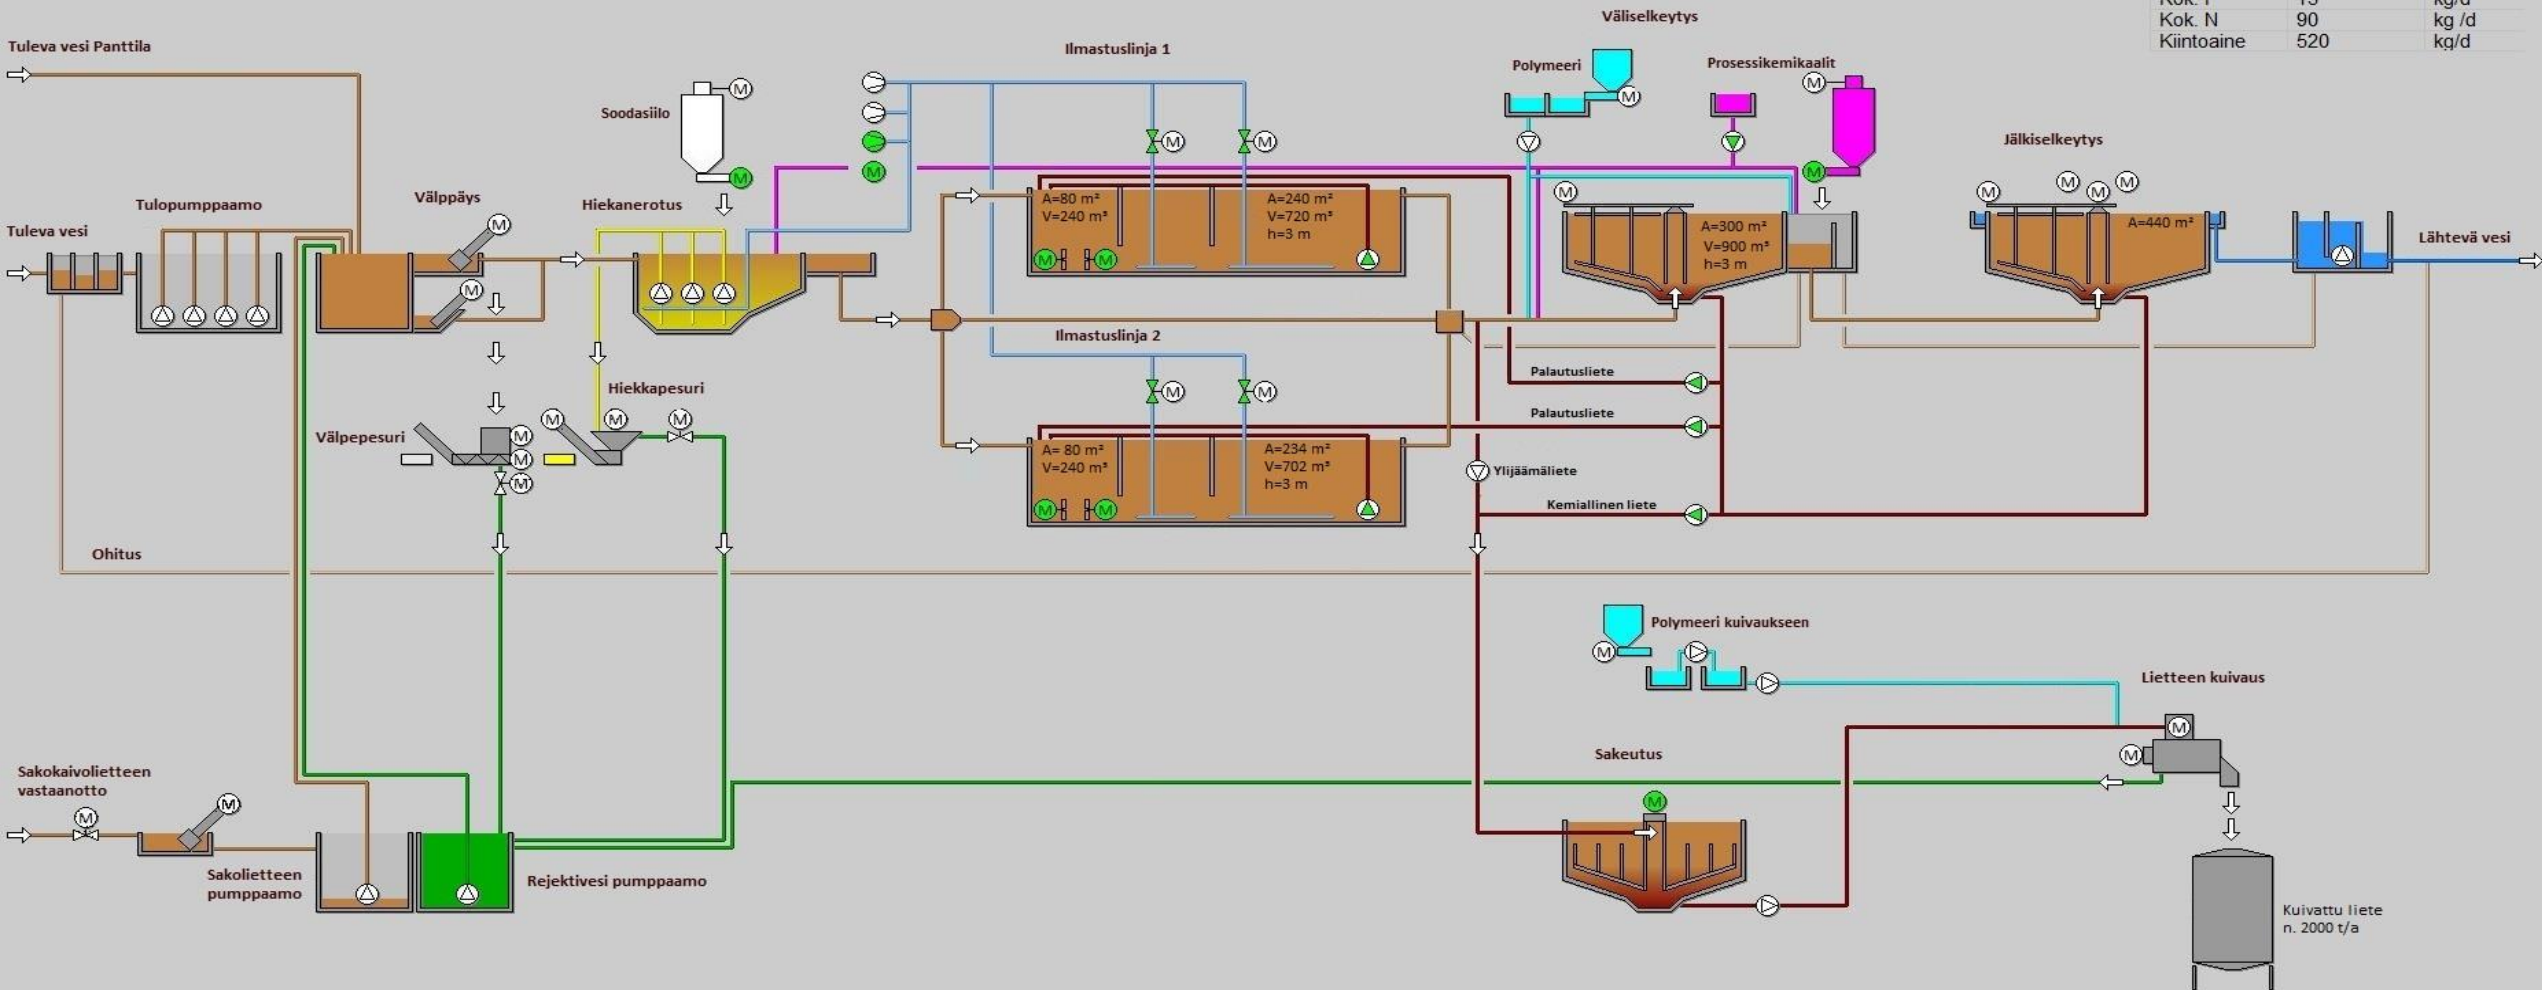 Kok. N 90 kg /d
Kiintoaine 520 kg/d
Väliselkeytys
Tuleva vesi Panttila
Ilmastuslinja 1
Polymeeri
Prosessikemikaalit
M
M
M
Soodasiilo
M
M
M
Jälkiselkeytys
M
M
M
M
M
M
M
Välppäys
Tulopumppaamo
Hiekanerotus
A=80 m²
V=240 m³
A=240 m²
V=720 m³
h=3 m
A=300 m²
V=900 m³
h=3 m
A=440 m²
M
Tuleva vesi
Lähtevä vesi
M
M
M
Ilmastuslinja 2
Palautusliete
Hiekkapesuri
M
M
Palautusliete
M
M
M
Välpepesuri
M
M
M
A= 80 m²
V=240 m³
A=234 m²
V=702 m³
h=3 m
Ylijäämäliete
M
M
Kemiallinen liete
Ohitus
Polymeeri kuivaukseen
M
Lietteen kuivaus
M
M
Sakeutus
Sakokaivolietteen
vastaanotto
M
M
M
Sakolietteen
pumppaamo
Rejektivesi pumppaamo
Kuivattu liete
n. 2000 t/a